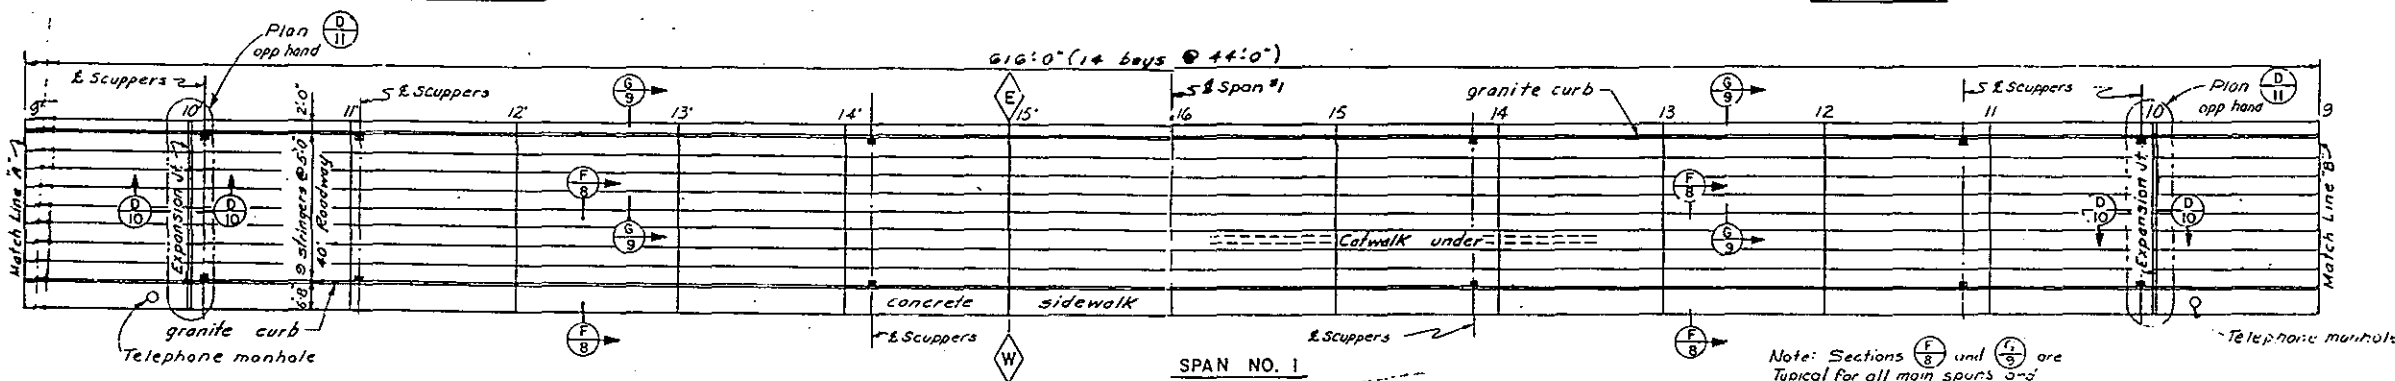 Plan D/11
opp hand
616'-0" (14 bays @ 44'-0")
℄ Scuppers
℄ Scuppers
G/9
E
℄ Span #1
granite curb
G/9
℄ Scuppers
Plan D/11
opp hand
9'
10'
11'
2'-0"
12'
13'
14'
15'
16
15
14
13
12
11
10
9
Match Line "A"
D/10
Expansion Jt.
D/10
6'-8"
@ stringers @ 5'-0"
40' Roadway
F/8
G/9
Catwalk under
F/8
G/9
D/10
Expansion Jt.
D/10
Match Line "B"
concrete sidewalk
granite curb
Telephone manhole
F/8
℄ Scuppers
W
℄ Scuppers
F/8
Telephone manhole
SPAN NO. 1
Note: Sections F/8 and G/9 are
Typical for all main spans and